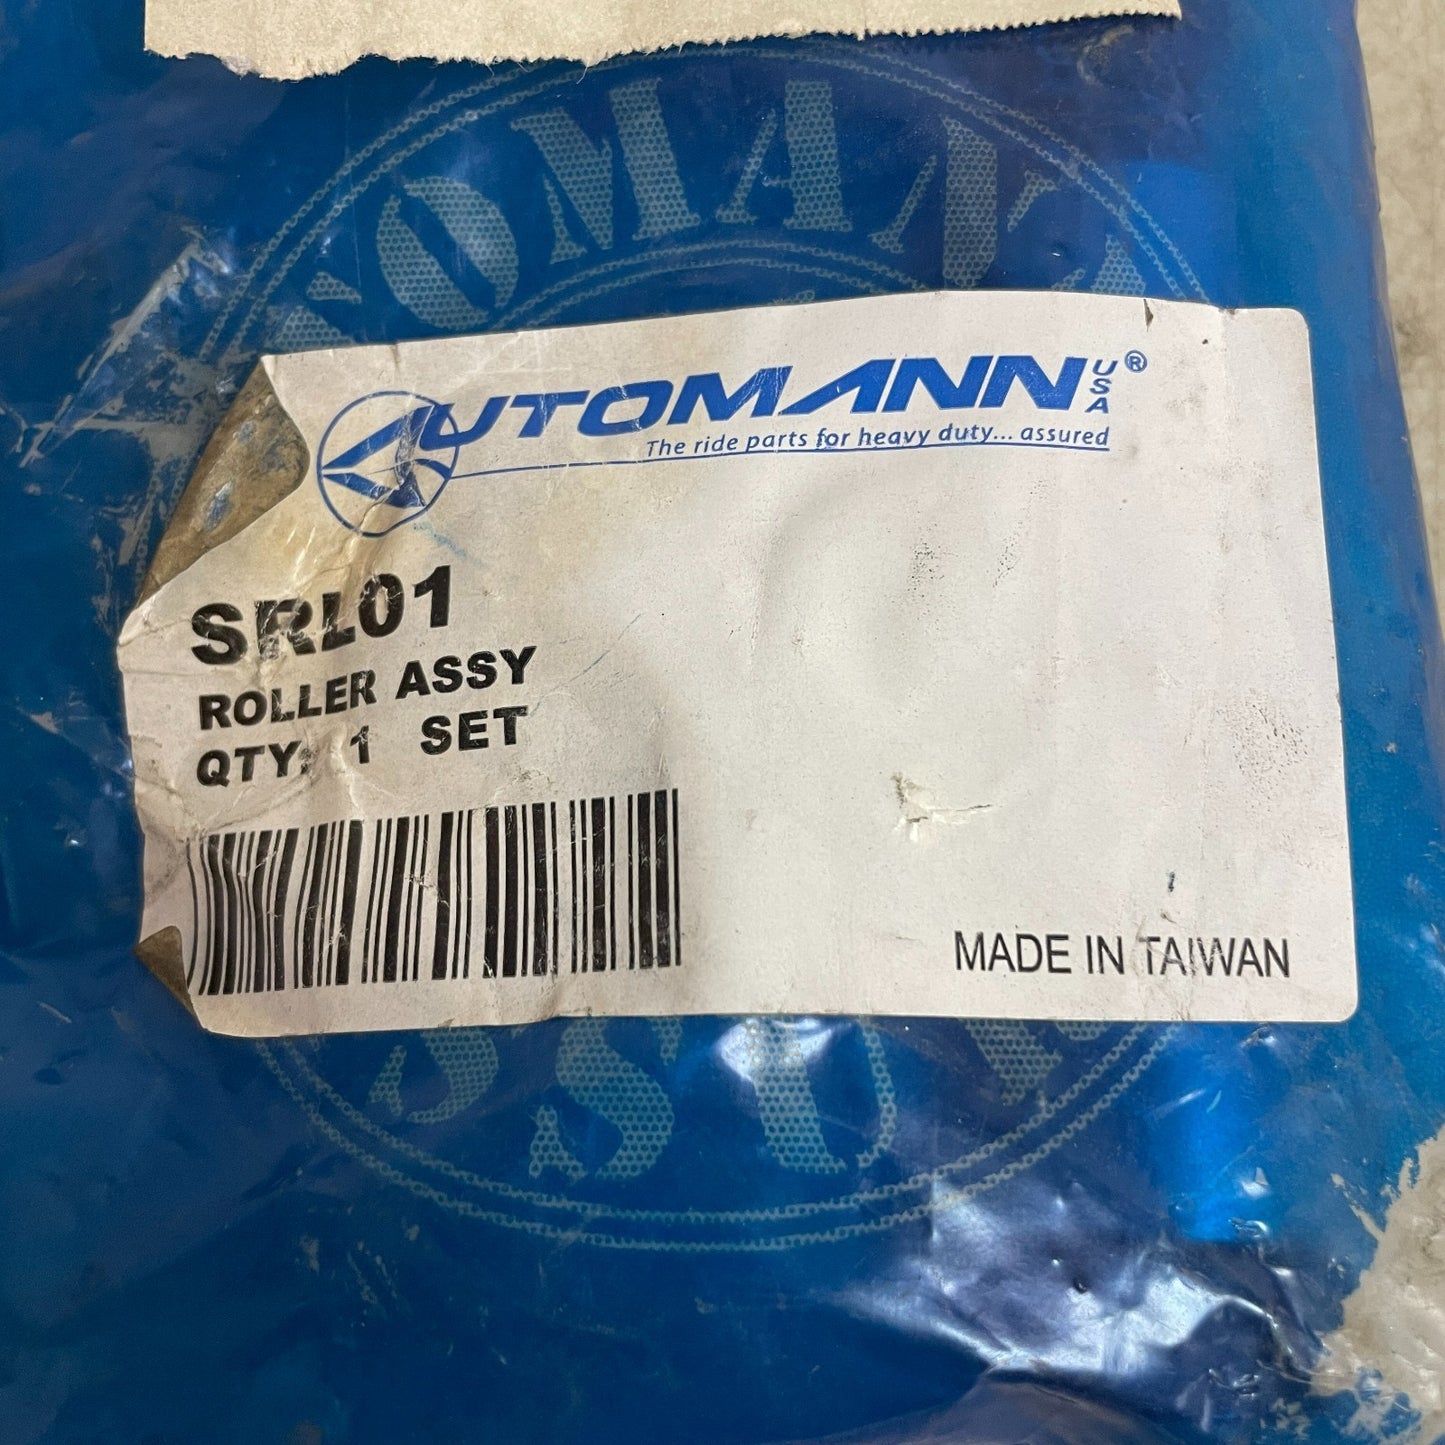 AUTOMANN USA®
The ride parts for heavy duty... assured
SRL01
ROLLER ASSY
QTY: 1 SET
MADE IN TAIWAN